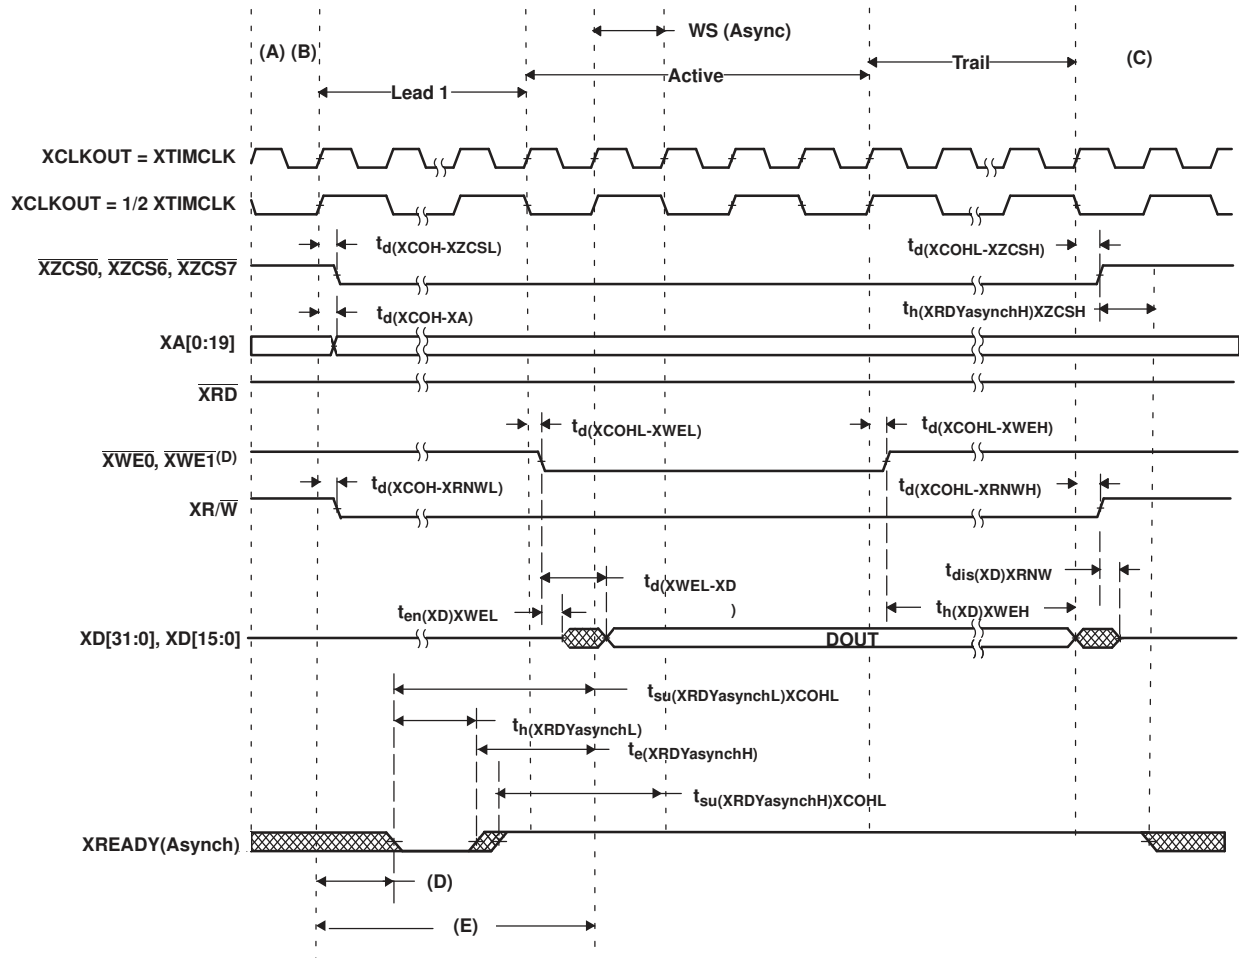 WS (Async)
(A) (B)
(C)
Trail
Active
Lead 1
XCLKOUT = XTIMCLK
XCLKOUT = 1/2 XTIMCLK
td(XCOH-XZCSL)
td(XCOHL-XZCSH)
XZCS0, XZCS6, XZCS7
td(XCOH-XA)
th(XRDYasynchH)XZCSH
XA[0:19]
XRD
td(XCOHL-XWEL)
td(XCOHL-XWEH)
XWE0, XWE1(D)
td(XCOH-XRNWL)
td(XCOHL-XRNWH)
XR/W
td(XWEL-XD
)
tdis(XD)XRNW
ten(XD)XWEL
th(XD)XWEH
XD[31:0], XD[15:0]
DOUT
tsu(XRDYasynchL)XCOHL
th(XRDYasynchL)
te(XRDYasynchH)
tsu(XRDYasynchH)XCOHL
XREADY(Asynch)
(D)
(E)